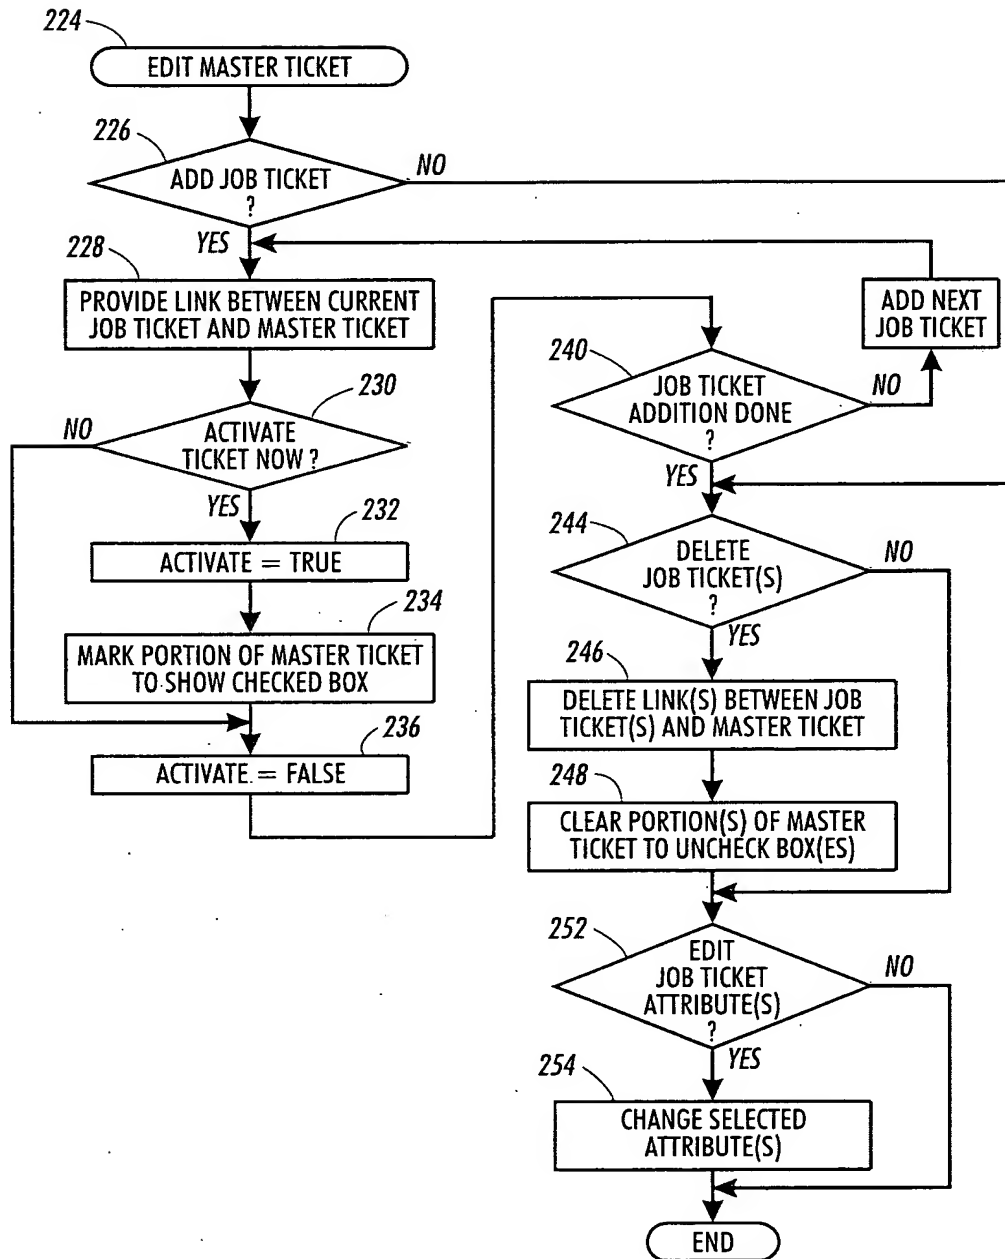 224
EDIT MASTER TICKET
226
ADD JOB TICKET
?
NO
YES
228
PROVIDE LINK BETWEEN CURRENT
JOB TICKET AND MASTER TICKET
230
NO
ACTIVATE
TICKET NOW ?
YES
232
ACTIVATE = TRUE
234
MARK PORTION OF MASTER TICKET
TO SHOW CHECKED BOX
236
ACTIVATE = FALSE
ADD NEXT
JOB TICKET
240
JOB TICKET
ADDITION DONE
?
NO
YES
244
DELETE
JOB TICKET(S)
?
NO
YES
246
DELETE LINK(S) BETWEEN JOB
TICKET(S) AND MASTER TICKET
248
CLEAR PORTION(S) OF MASTER
TICKET TO UNCHECK BOX(ES)
252
EDIT
JOB TICKET
ATTRIBUTE(S)
?
NO
YES
254
CHANGE SELECTED
ATTRIBUTE(S)
END